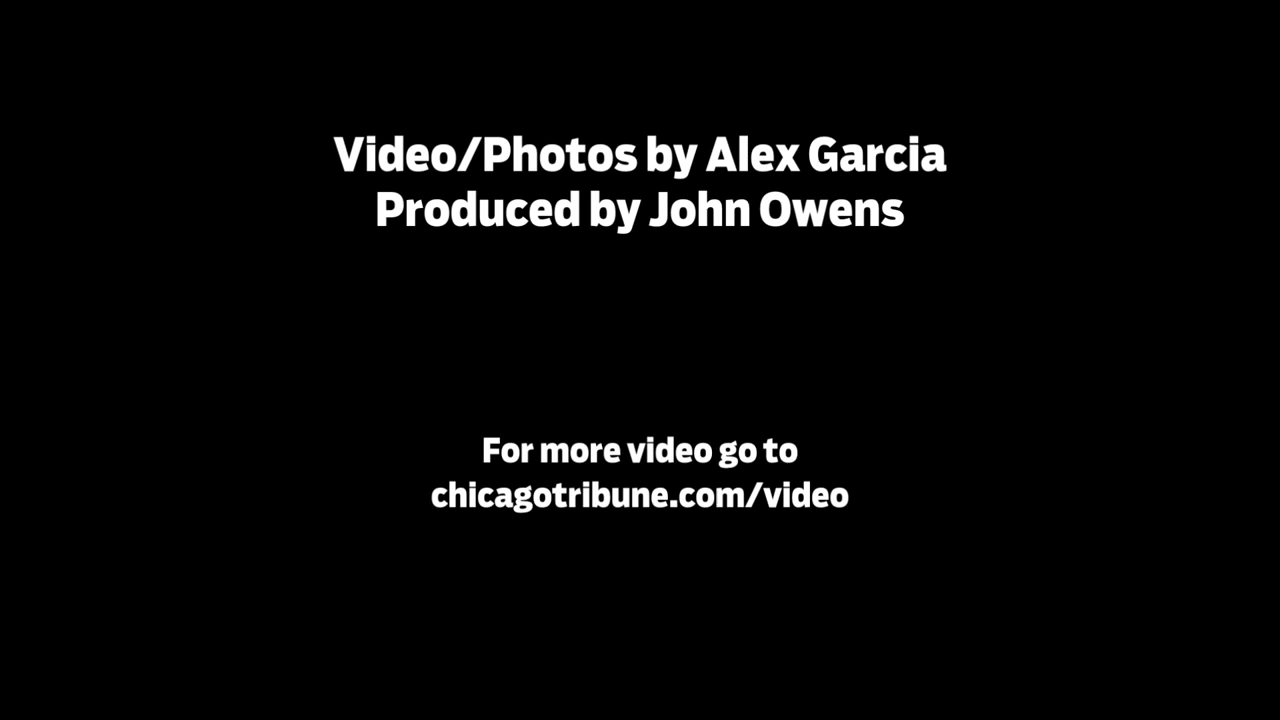 Video/Photos by Alex Garcia
Produced by John Owens
For more video go to
chicagotribune.com/video